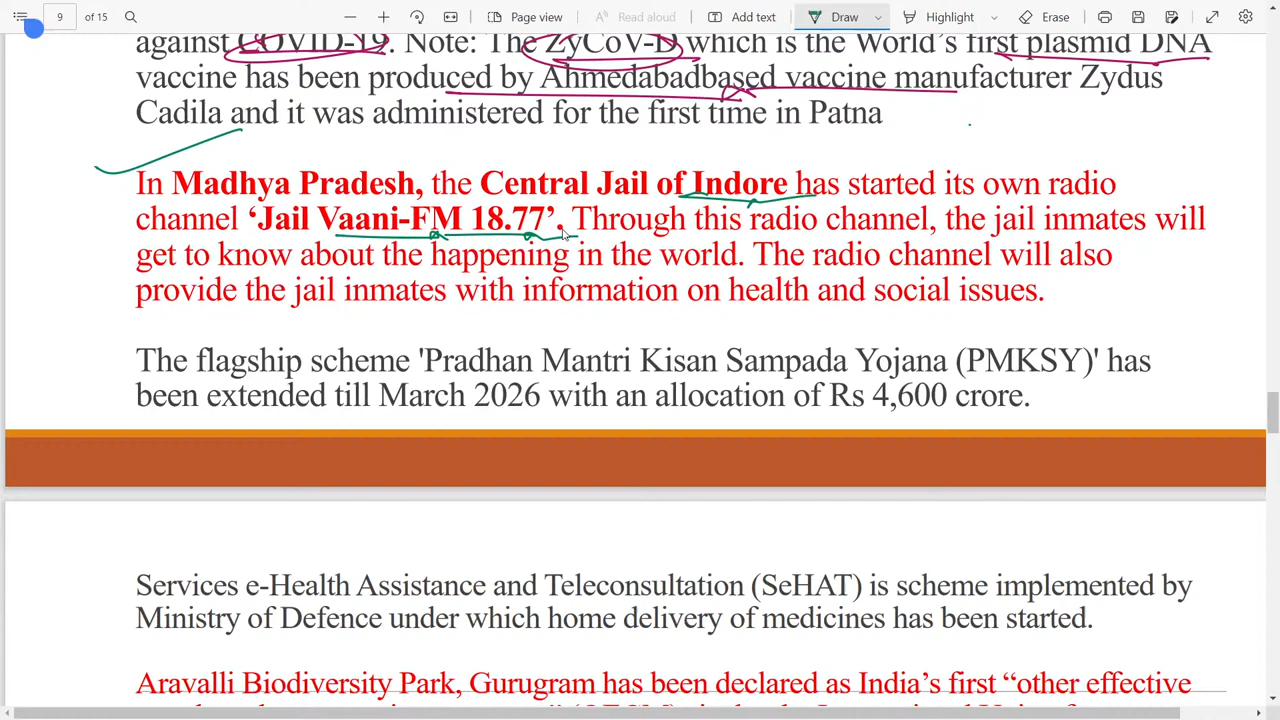 9 of 15
Page view
Read aloud
Add text
Draw
Highlight
Erase
against COVID-19. Note: The ZyCoV-D which is the World's first plasmid DNA
vaccine has been produced by Ahmedabadbased vaccine manufacturer Zydus
Cadila and it was administered for the first time in Patna
In Madhya Pradesh, the Central Jail of Indore has started its own radio
channel ‘Jail Vaani-FM 18.77’. Through this radio channel, the jail inmates will
get to know about the happening in the world. The radio channel will also
provide the jail inmates with information on health and social issues.
The flagship scheme 'Pradhan Mantri Kisan Sampada Yojana (PMKSY)' has
been extended till March 2026 with an allocation of Rs 4,600 crore.
Services e-Health Assistance and Teleconsultation (SeHAT) is scheme implemented by
Ministry of Defence under which home delivery of medicines has been started.
Aravalli Biodiversity Park, Gurugram has been declared as India's first “other effective